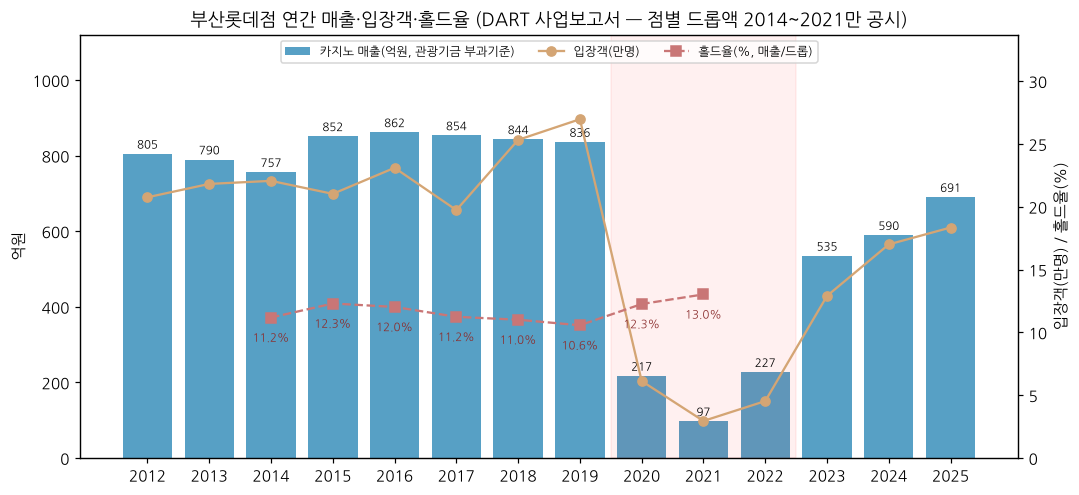 부산롯데점 연간 매출·입장객·홀드율 (DART 사업보고서 — 점별 드롭액 2014~2021만 공시)
카지노 매출(억원, 관광기금 부과기준) 입장객(만명) 홀드율(%, 매출/드롭)
억원
1000
800
600
400
200
0
30
25
20
15
10
5
0
입장객(만명) / 홀드율(%)
805 790 757 852 862 854 844 836 217 97 227 535 590 691
11.2% 12.3% 12.0% 11.2% 11.0% 10.6% 12.3% 13.0%
2012 2013 2014 2015 2016 2017 2018 2019 2020 2021 2022 2023 2024 2025